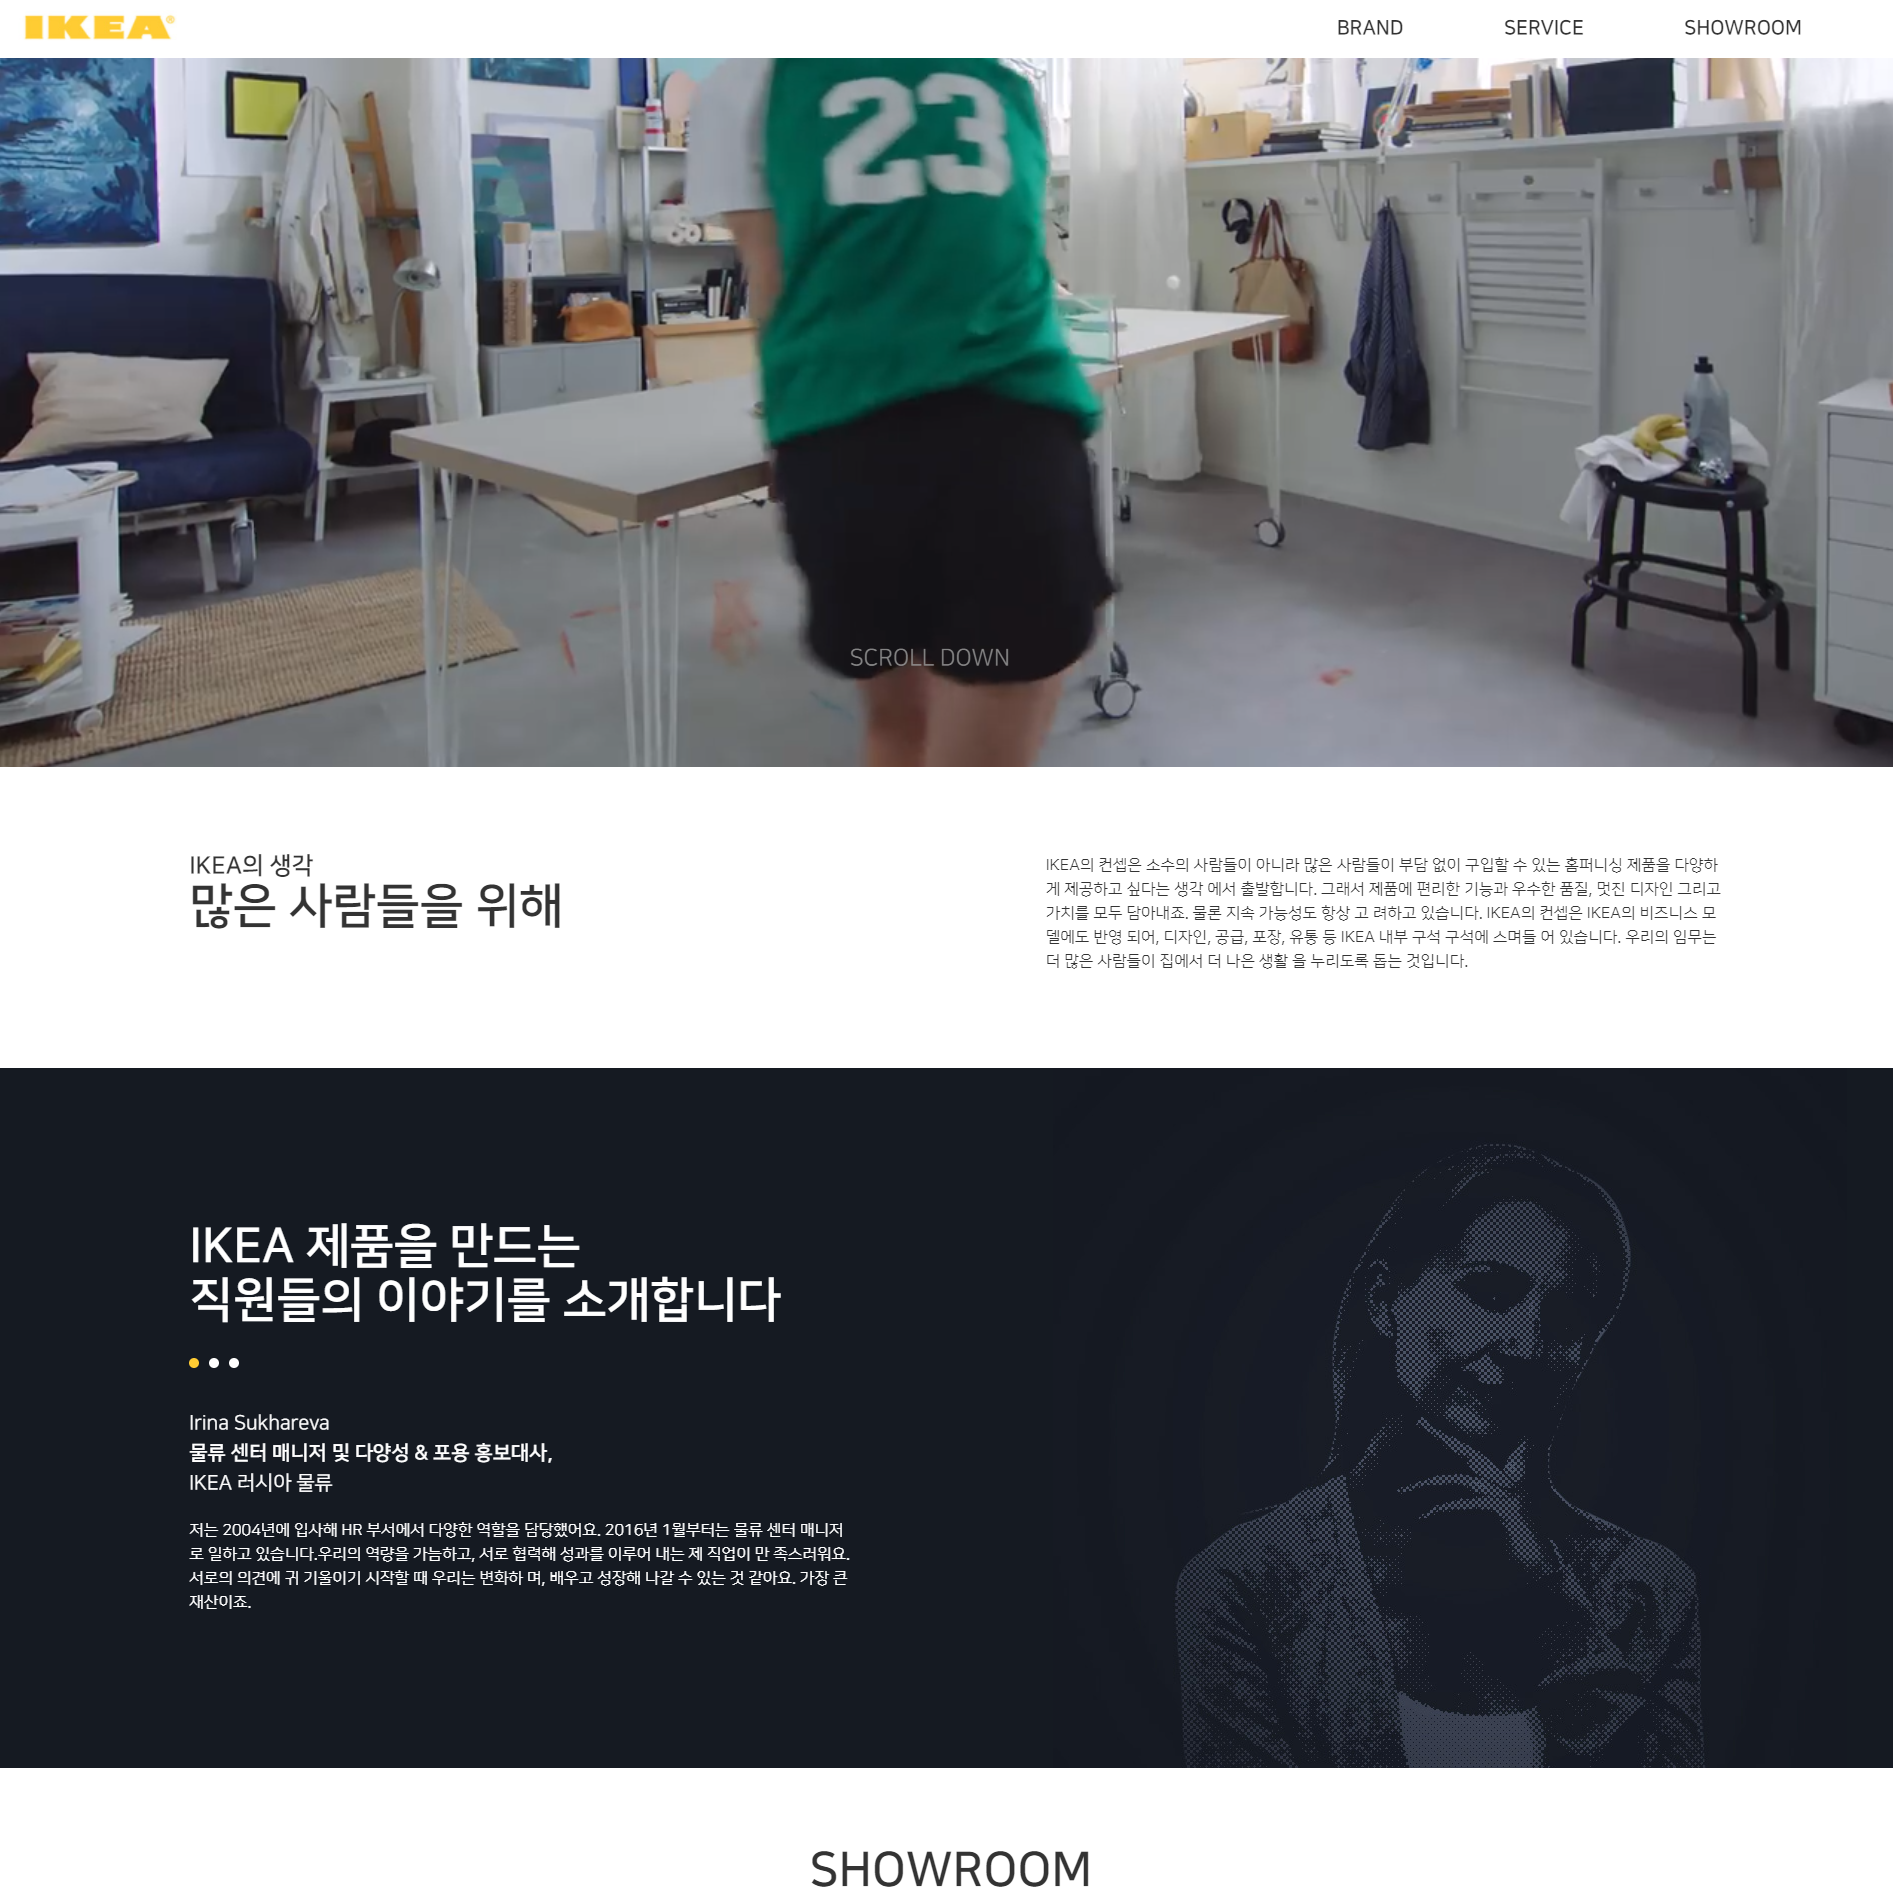 IKEA®
BRAND
SERVICE
SHOWROOM
23
SCROLL DOWN
IKEA의 생각
많은 사람들을 위해
IKEA의 컨셉은 소수의 사람들이 아니라 많은 사람들이 부담 없이 구입할 수 있는 홈퍼니싱 제품을 다양하
게 제공하고 싶다는 생각 에서 출발합니다. 그래서 제품에 편리한 기능과 우수한 품질, 멋진 디자인 그리고
가치를 모두 담아내죠. 물론 지속 가능성도 항상 고 려하고 있습니다. IKEA의 컨셉은 IKEA의 비즈니스 모
델에도 반영 되어, 디자인, 공급, 포장, 유통 등 IKEA 내부 구석 구석에 스며들 어 있습니다. 우리의 임무는
더 많은 사람들이 집에서 더 나은 생활 을 누리도록 돕는 것입니다.
IKEA 제품을 만드는
직원들의 이야기를 소개합니다
Irina Sukhareva
물류 센터 매니저 및 다양성 & 포용 홍보대사,
IKEA 러시아 물류
저는 2004년에 입사해 HR 부서에서 다양한 역할을 담당했어요. 2016년 1월부터는 물류 센터 매니저
로 일하고 있습니다.우리의 역량을 가늠하고, 서로 협력해 성과를 이루어 내는 제 직업이 만 족스러워요.
서로의 의견에 귀 기울이기 시작할 때 우리는 변화하 며, 배우고 성장해 나갈 수 있는 것 같아요. 가장 큰
재산이죠.
SHOWROOM